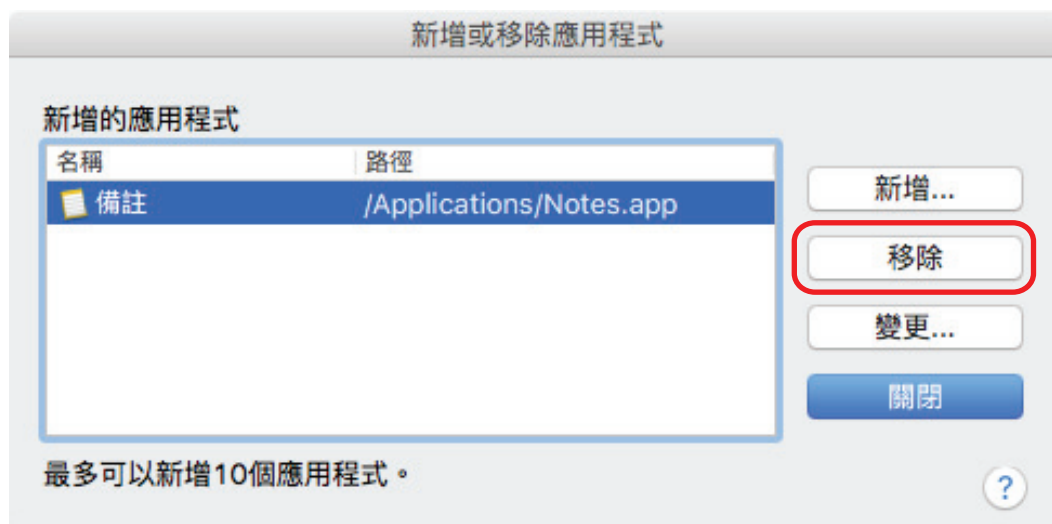 新增或移除應用程式
新增的應用程式
名稱 路徑
備註 /Applications/Notes.app
新增...
移除
變更...
關閉
最多可以新增10個應用程式。
?